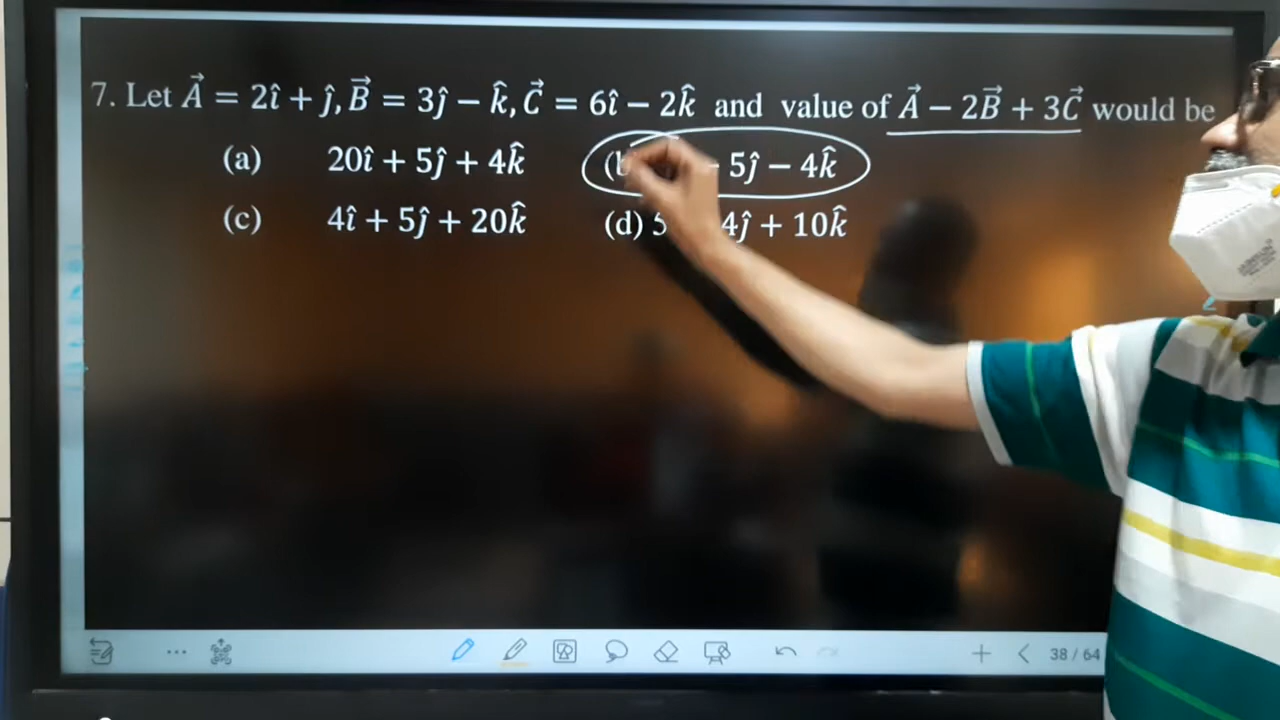 7. Let A⃗ = 2î + ĵ, B⃗ = 3ĵ − k̂, C⃗ = 6î − 2k̂ and value of A⃗ − 2B⃗ + 3C⃗ would be
(a) 20î + 5ĵ + 4k̂ (b 5ĵ − 4k̂
(c) 4î + 5ĵ + 20k̂ (d) 5 4ĵ + 10k̂
38 / 64